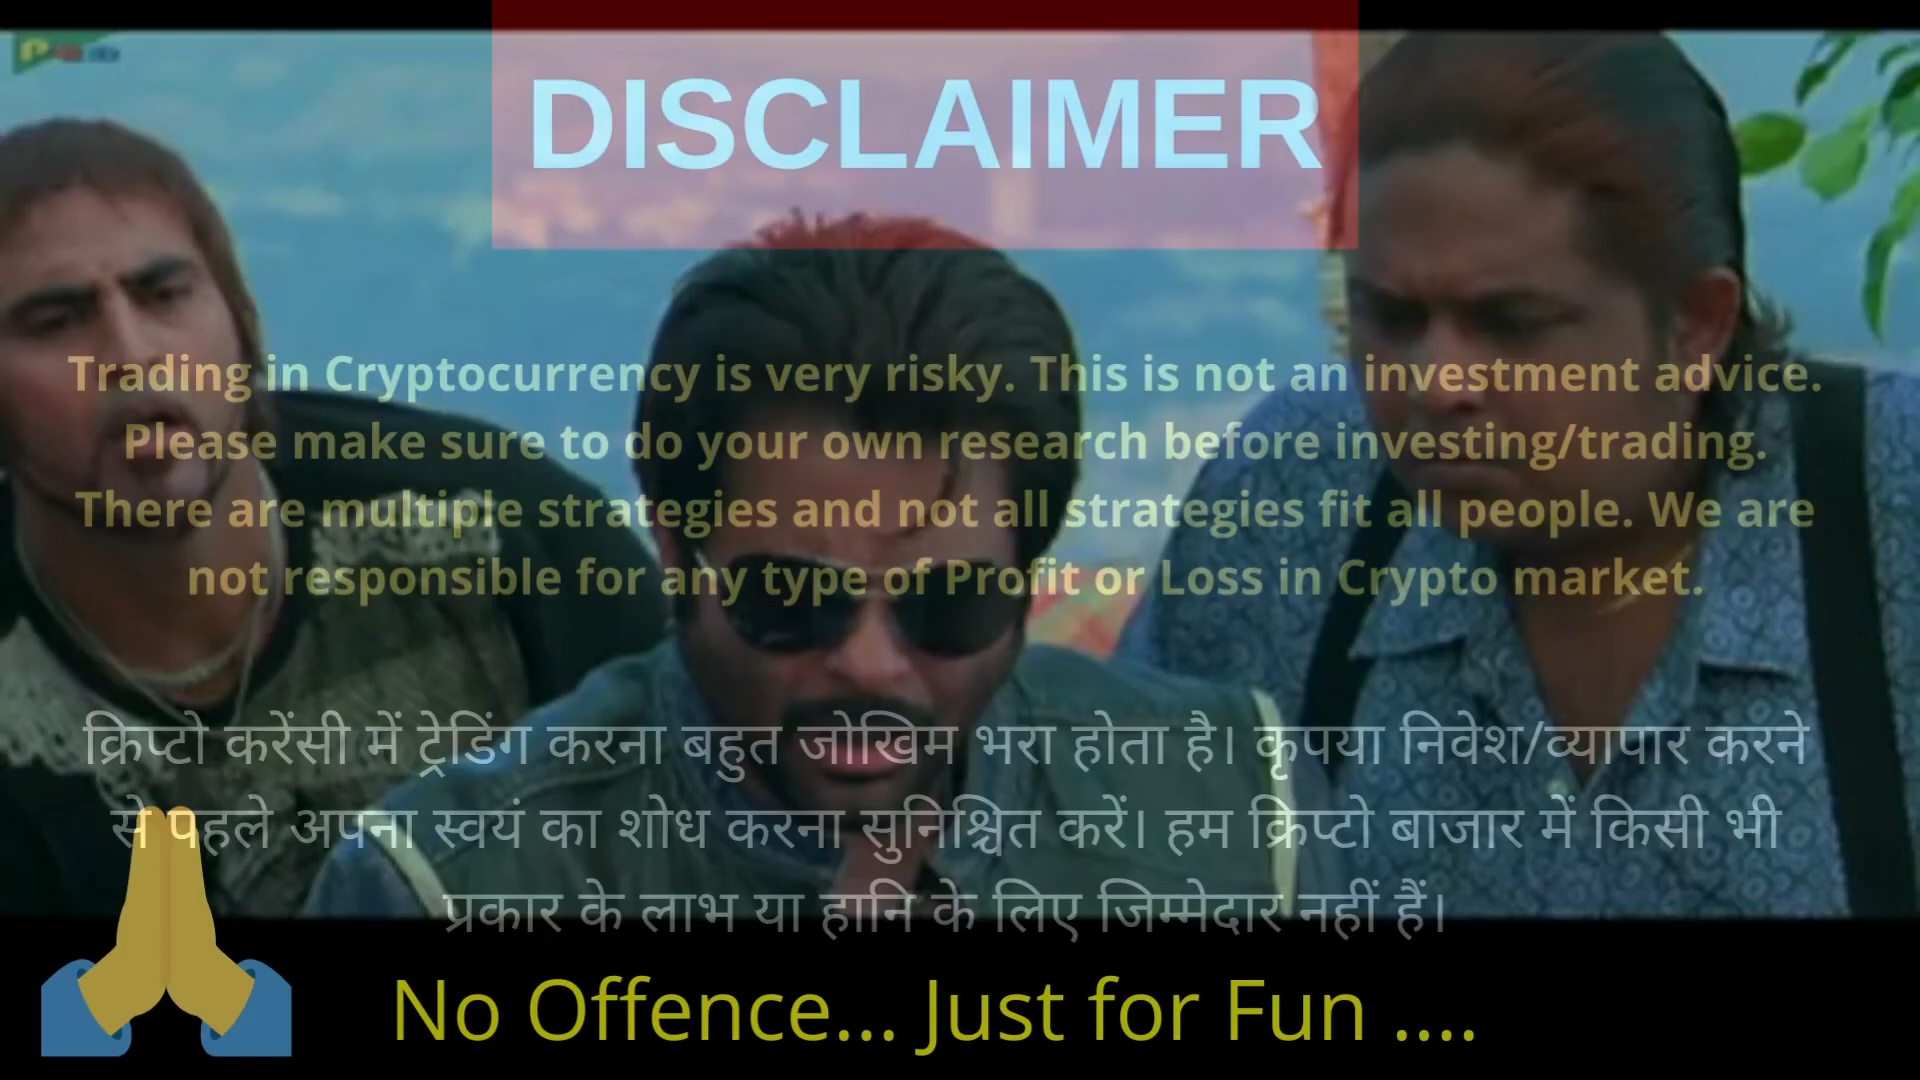 DISCLAIMER
Trading in Cryptocurrency is very risky. This is not an investment advice.
Please make sure to do your own research before investing/trading.
There are multiple strategies and not all strategies fit all people. We are
not responsible for any type of Profit or Loss in Crypto market.
क्रिप्टो करेंसी में ट्रेडिंग करना बहुत जोखिम भरा होता है। कृपया निवेश/व्यापार करने
से पहले अपना स्वयं का शोध करना सुनिश्चित करें। हम क्रिप्टो बाजार में किसी भी
प्रकार के लाभ या हानि के लिए जिम्मेदार नहीं हैं।
No Offence... Just for Fun ....